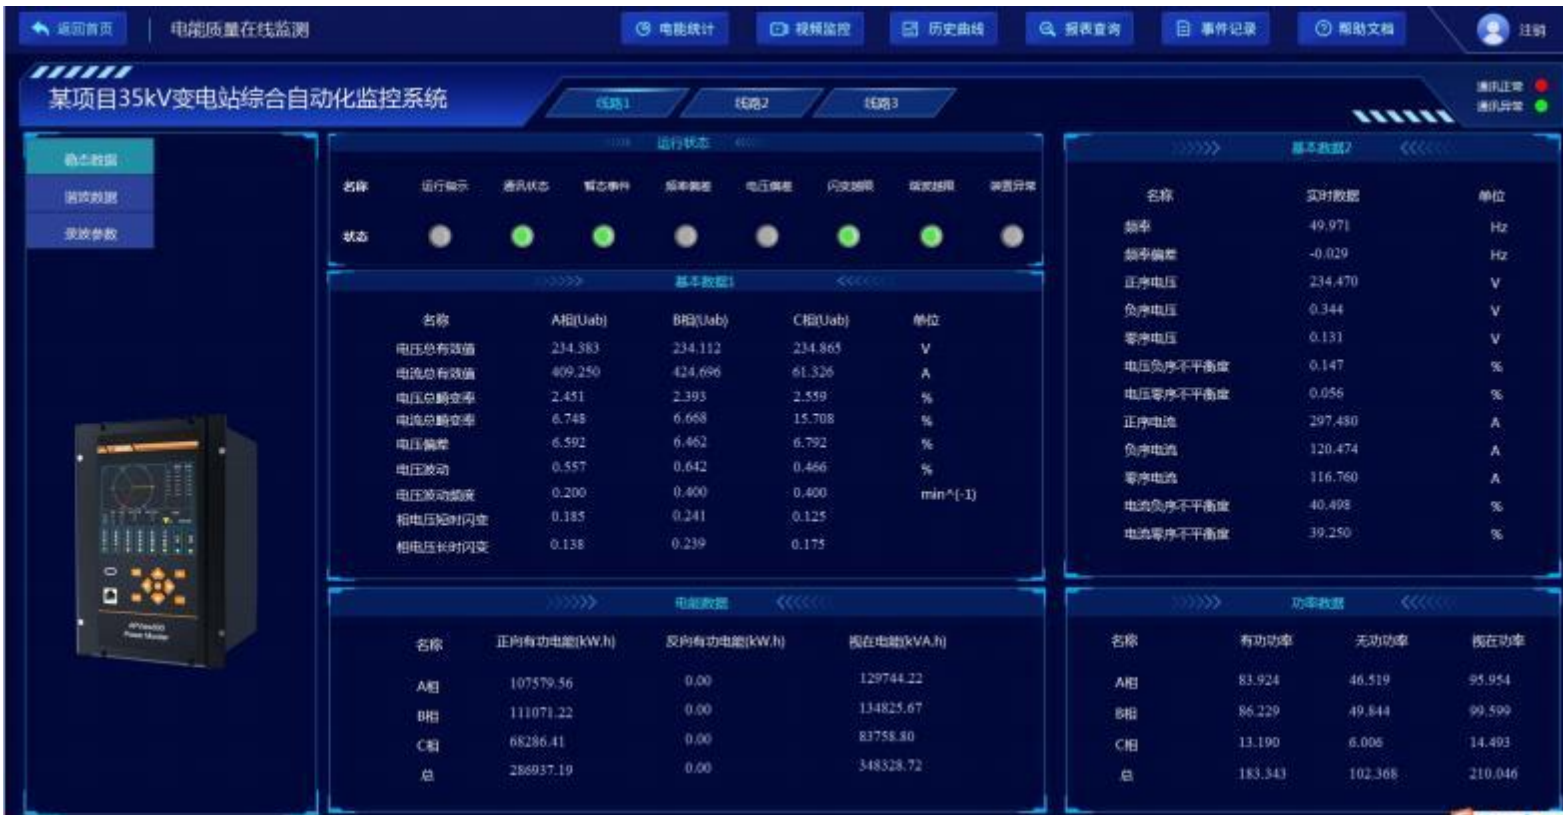 返回首页 电能质量在线监测 电能统计 视频监控 历史曲线 报表查询 事件记录 帮助文档 注销
某项目35kV变电站综合自动化监控系统 线路1 线路2 线路3
通讯正常
通讯异常
稳态数据
谐波数据
录波参数
运行状态
名称 运行指示 通讯状态 暂态事件 频率偏差 电压偏差 闪变越限 谐波越限 装置异常
状态
基本数据1
名称 A相(Uab) B相(Uab) C相(Uab) 单位
电压总有效值 234.383 234.112 234.865 V
电流总有效值 409.250 424.696 61.326 A
电压总畸变率 2.451 2.393 2.559 %
电流总畸变率 6.748 6.668 15.708 %
电压偏差 6.592 6.462 6.792 %
电压波动 0.557 0.642 0.466 %
电压波动频度 0.200 0.400 0.400 min^(-1)
相电压短时闪变 0.185 0.241 0.125
相电压长时闪变 0.138 0.239 0.175
基本数据2
名称 实时数据 单位
频率 49.971 Hz
频率偏差 -0.029 Hz
正序电压 234.470 V
负序电压 0.344 V
零序电压 0.131 V
电压负序不平衡度 0.147 %
电压零序不平衡度 0.056 %
正序电流 297.480 A
负序电流 120.474 A
零序电流 116.760 A
电流负序不平衡度 40.498 %
电流零序不平衡度 39.250 %
电能数据
名称 正向有功电能(kW.h) 反向有功电能(kW.h) 视在电能(kVA.h)
A相 107579.56 0.00 129744.22
B相 111071.22 0.00 134825.67
C相 68286.41 0.00 83758.80
总 286937.19 0.00 348328.72
功率数据
名称 有功功率 无功功率 视在功率
A相 83.924 46.519 95.954
B相 86.229 49.844 99.599
C相 13.190 6.006 14.493
总 183.343 102.368 210.046
Power Monitor